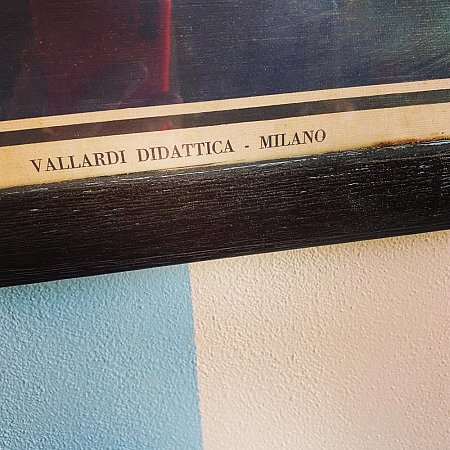 VALLARDI DIDATTICA - MILANO